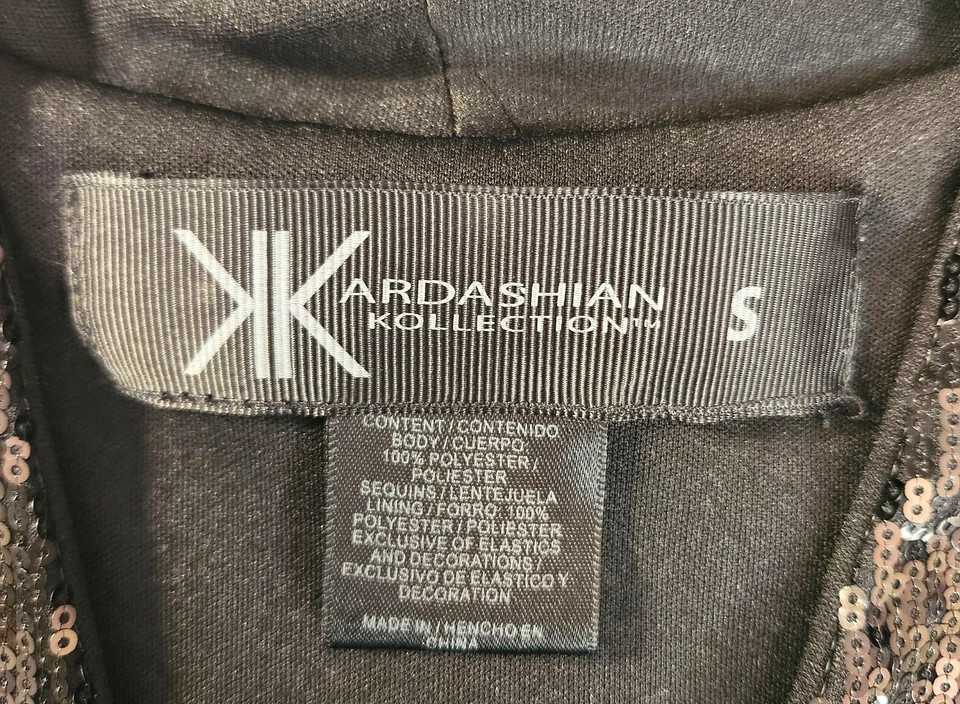 KARDASHIAN
KOLLECTION™
S
CONTENT/CONTENIDO
BODY/CUERPO
100% POLYESTER/
POLIESTER
SEQUINS/LENTEJUELA
LINING/FORRO: 100%
POLYESTER/POLIESTER
EXCLUSIVE OF ELASTICS
AND DECORATIONS/
EXCLUSIVO DE ELASTICO Y
DECORATION
MADE IN/HENCHO EN
CHINA